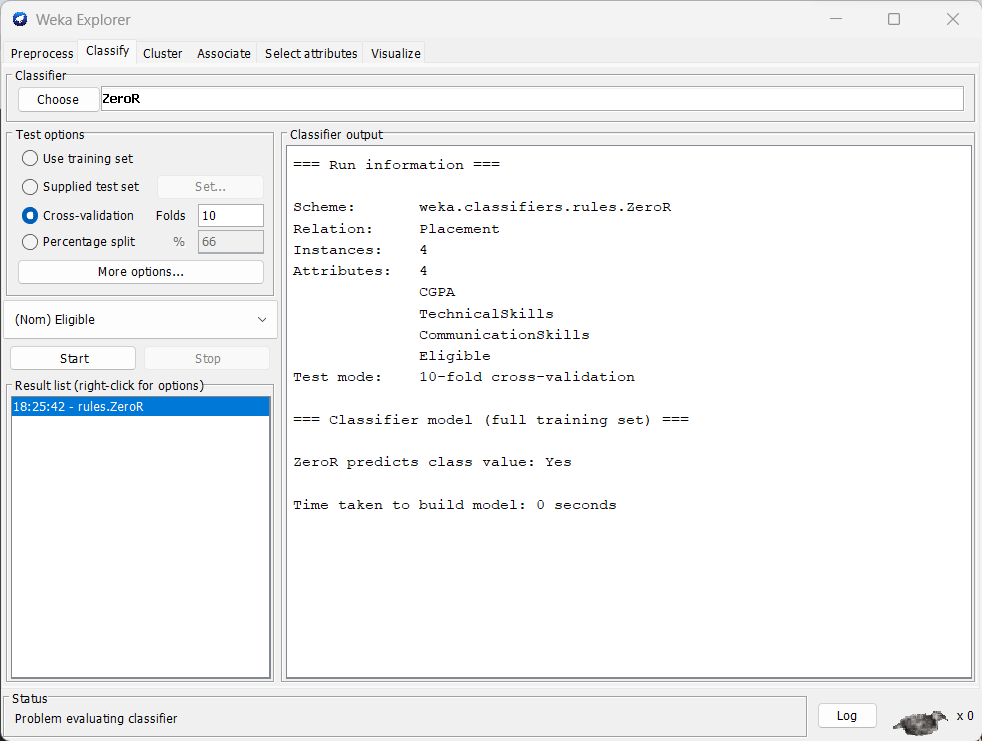 Weka Explorer
Preprocess Classify Cluster Associate Select attributes Visualize
Classifier
Choose ZeroR
Test options
Use training set
Supplied test set Set...
Cross-validation Folds 10
Percentage split % 66
More options...
(Nom) Eligible
Start Stop
Result list (right-click for options)
18:25:42 - rules.ZeroR
Classifier output
=== Run information ===
Scheme: weka.classifiers.rules.ZeroR
Relation: Placement
Instances: 4
Attributes: 4
CGPA
TechnicalSkills
CommunicationSkills
Eligible
Test mode: 10-fold cross-validation
=== Classifier model (full training set) ===
ZeroR predicts class value: Yes
Time taken to build model: 0 seconds
Status
Problem evaluating classifier
Log x 0